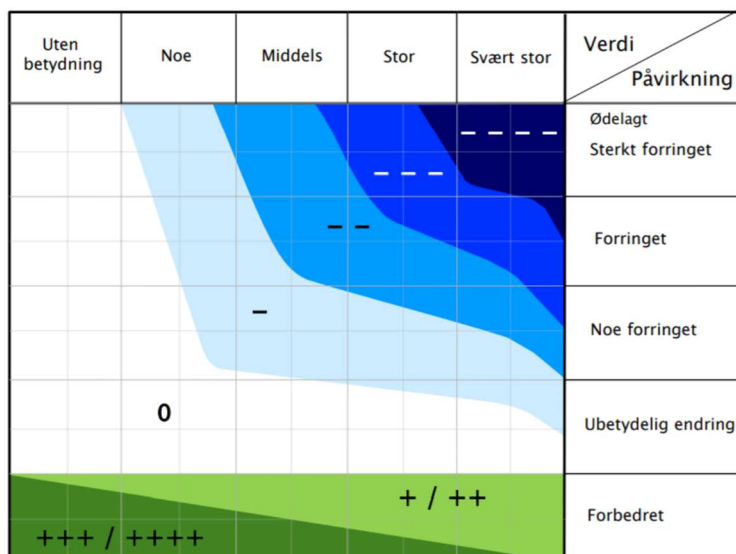 Uten
betydning
Noe
Middels
Stor
Svært stor
Verdi
Påvirkning
– – – –
Ødelagt
Sterkt forringet
– – –
– –
Forringet
–
Noe forringet
0
Ubetydelig endring
+ / ++
Forbedret
+++ / ++++